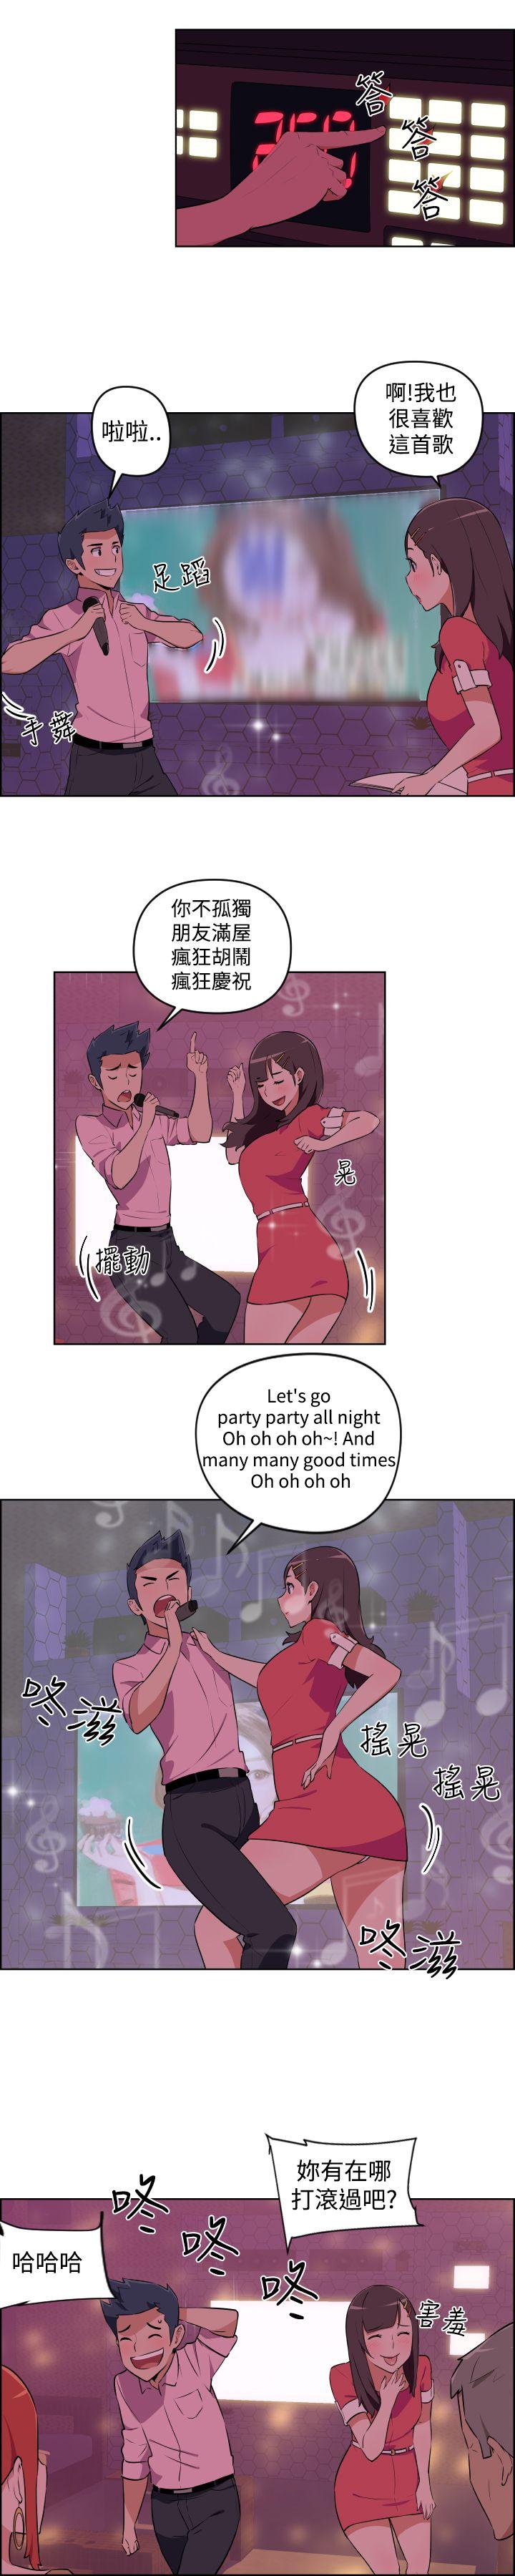 350
答
答
答
啦啦..
啊!我也
很喜歡
這首歌
足蹈
手舞
你不孤獨
朋友滿屋
瘋狂胡鬧
瘋狂慶祝
晃
擺動
Let's go
party party all night
Oh oh oh oh~! And
many many good times
Oh oh oh oh
咚滋
搖晃
搖晃
咚滋
妳有在哪
打滾過吧?
咚
咚
咚
哈哈哈
害羞